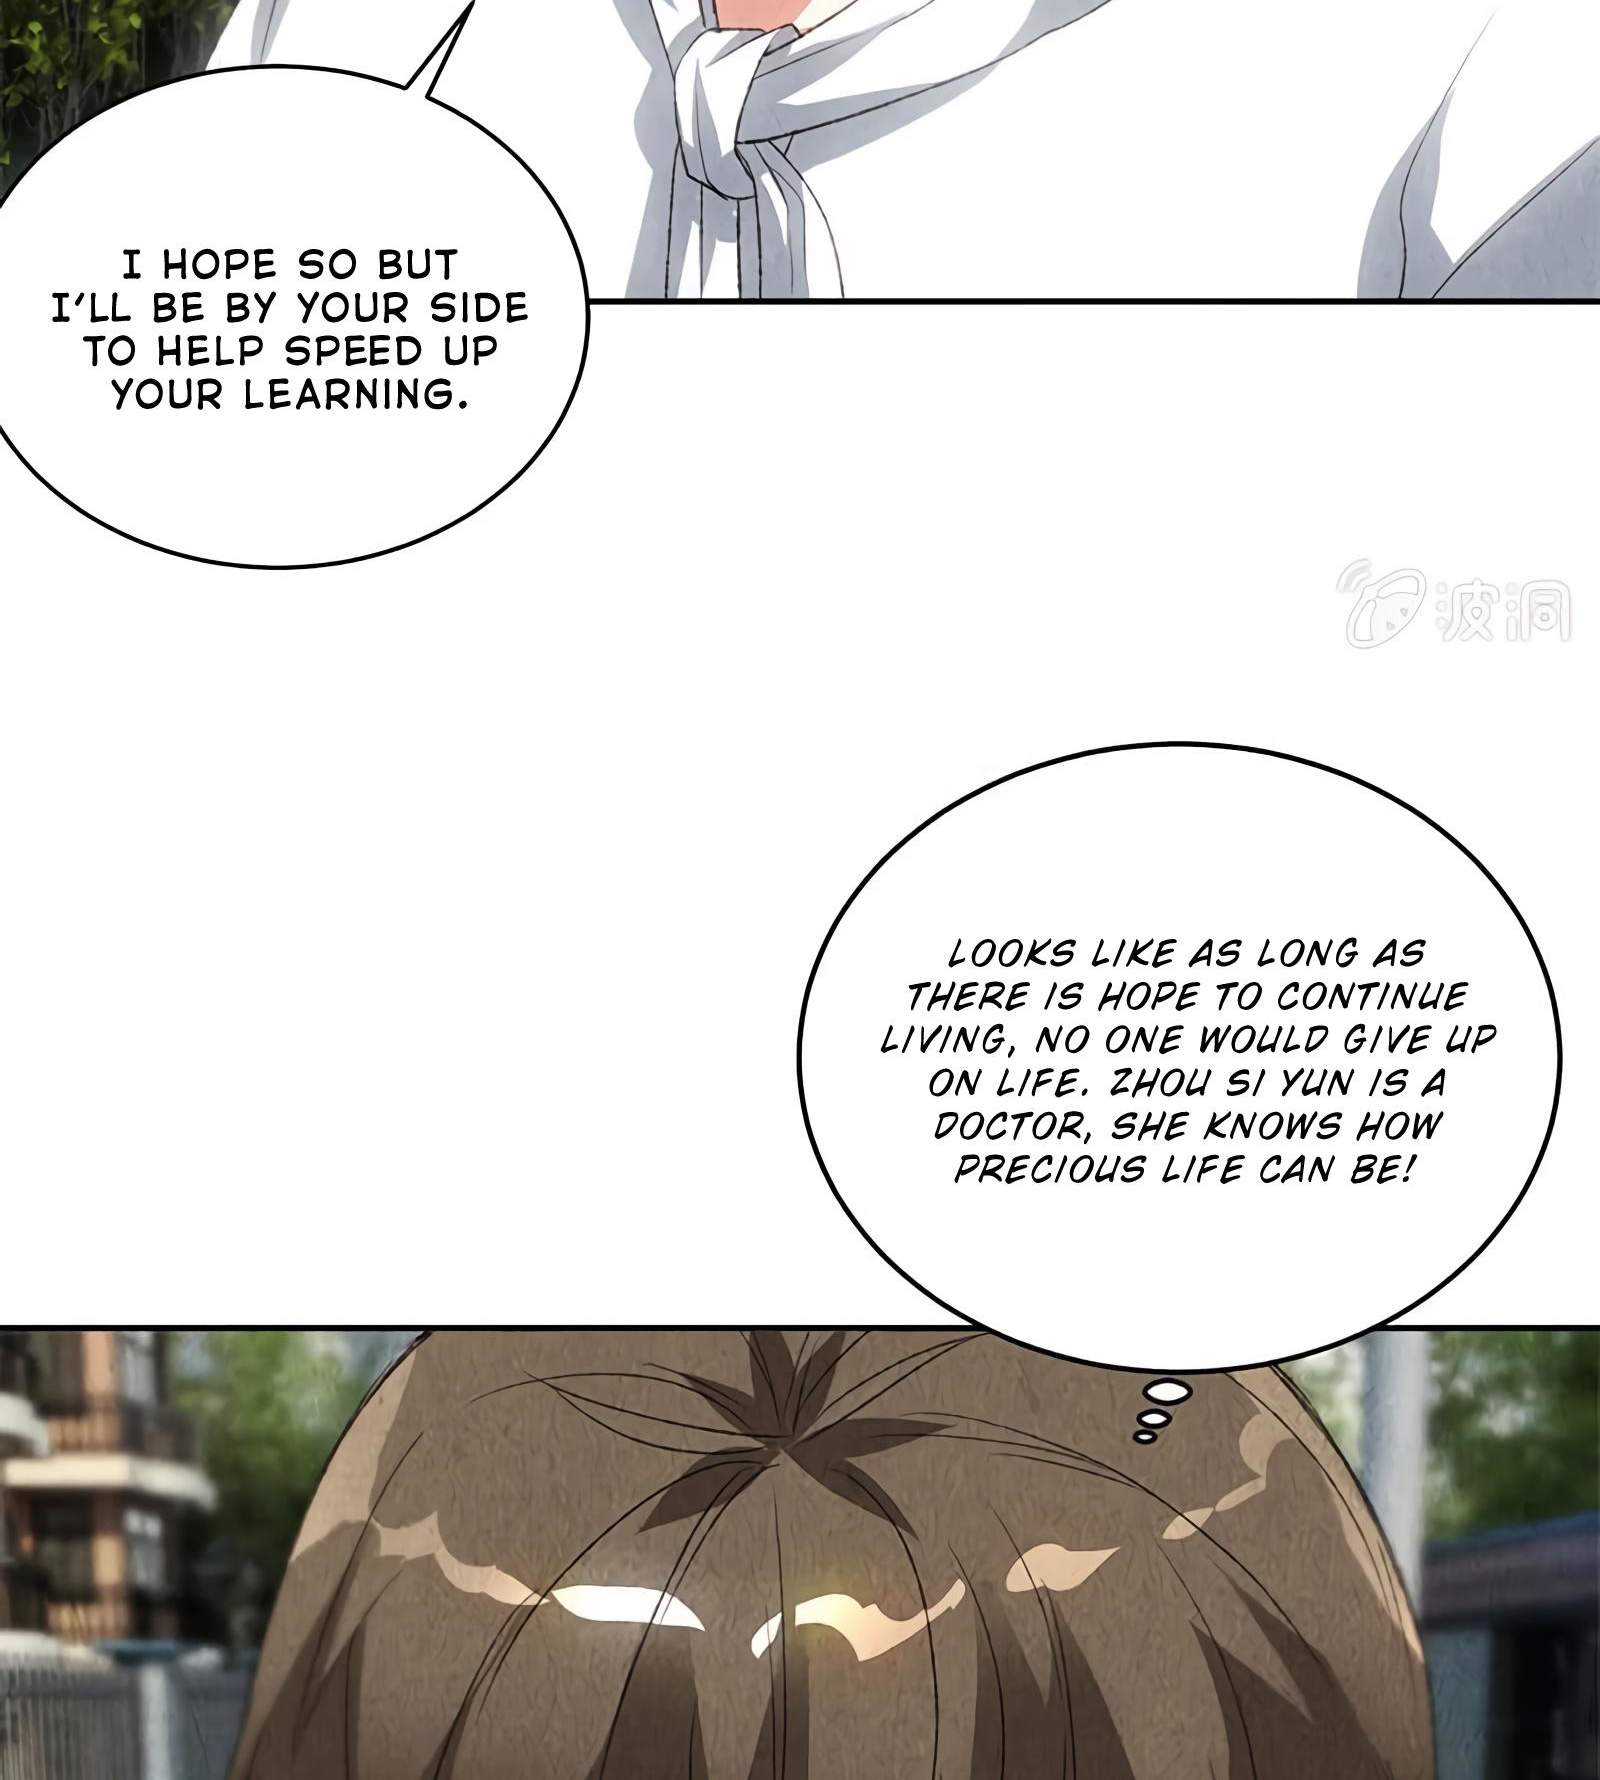 I HOPE SO BUT
I'LL BE BY YOUR SIDE
TO HELP SPEED UP
YOUR LEARNING.
波洞
LOOKS LIKE AS LONG AS
THERE IS HOPE TO CONTINUE
LIVING, NO ONE WOULD GIVE UP
ON LIFE. ZHOU SI YUN IS A
DOCTOR, SHE KNOWS HOW
PRECIOUS LIFE CAN BE!